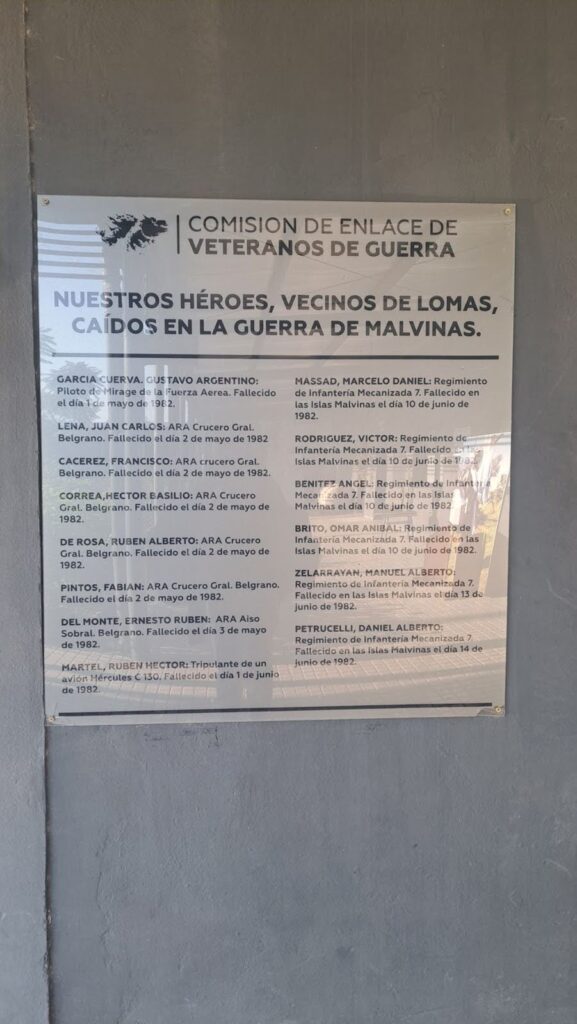 COMISION DE ENLACE DE
VETERANOS DE GUERRA
NUESTROS HÉROES, VECINOS DE LOMAS,
CAÍDOS EN LA GUERRA DE MALVINAS.
GARCIA CUERVA. GUSTAVO ARGENTINO:
Piloto de Mirage de la Fuerza Aerea. Fallecido
el día 1 de mayo de 1982.
LENA, JUAN CARLOS: ARA Crucero Gral.
Belgrano. Fallecido el día 2 de mayo de 1982
CACEREZ, FRANCISCO: ARA crucero Gral.
Belgrano. Fallecido el día 2 de mayo de 1982.
CORREA,HECTOR BASILIO: ARA Crucero
Gral. Belgrano. Fallecido el día 2 de mayo de
1982.
DE ROSA, RUBEN ALBERTO: ARA Crucero
Gral. Belgrano. Fallecido el día 2 de mayo de
1982.
PINTOS, FABIAN: ARA Crucero Gral. Belgrano.
Fallecido el día 2 de mayo de 1982.
DEL MONTE, ERNESTO RUBEN: ARA Aiso
Sobral. Belgrano. Fallecido el día 3 de mayo
de 1982.
MARTEL, RUBEN HECTOR: Tripulante de un
avión Hércules C 130. Fallecido el día 1 de junio
de 1982.
MASSAD, MARCELO DANIEL: Regimiento
de Infantería Mecanizada 7. Fallecido en
las Islas Malvinas el día 10 de junio de
1982.
RODRIGUEZ, VICTOR: Regimiento de
Infantería Mecanizada 7. Fallecido en las
Islas Malvinas el día 10 de junio de 1982.
BENITEZ ANGEL: Regimiento de Infantería
Mecanizada 7. Fallecido en las Islas
Malvinas el día 10 de junio de 1982.
BRITO, OMAR ANIBAL: Regimiento de
Infantería Mecanizada 7. Fallecido en las
Islas Malvinas el día 10 de junio de 1982.
ZELARRAYAN, MANUEL ALBERTO:
Regimiento de Infantería Mecanizada 7.
Fallecido en las Islas Malvinas el día 13 de
junio de 1982.
PETRUCELLI, DANIEL ALBERTO:
Regimiento de Infantería Mecanizada 7.
Fallecido en las Islas Malvinas el día 14 de
junio de 1982.